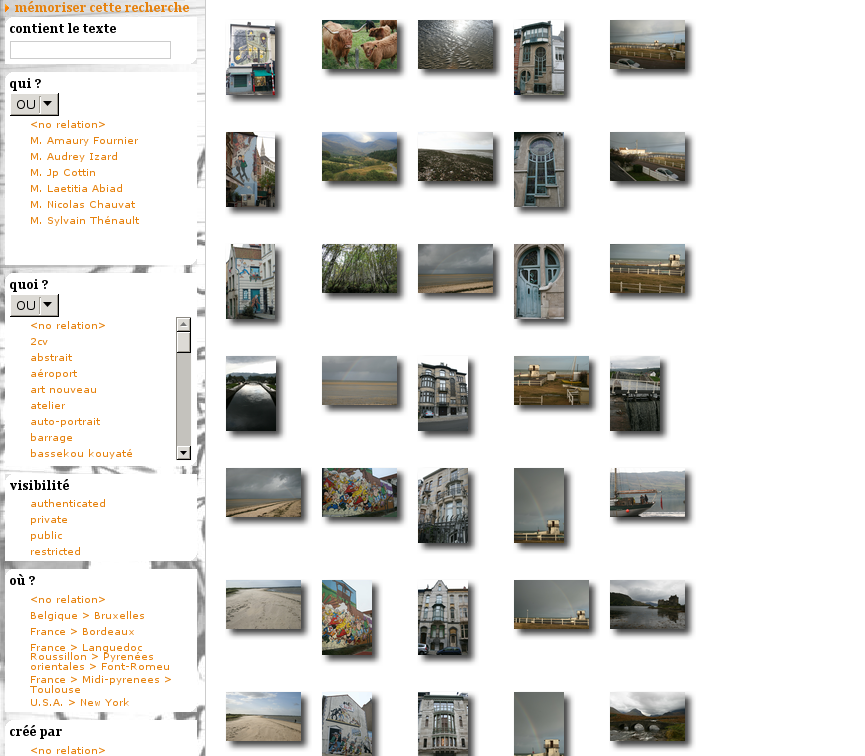 mémoriser cette recherche
contient le texte
qui ?
OU
<no relation>
M. Amaury Fournier
M. Audrey Izard
M. Jp Cottin
M. Laetitia Abiad
M. Nicolas Chauvat
M. Sylvain Thénault
quoi ?
OU
<no relation>
2cv
abstrait
aéroport
art nouveau
atelier
auto-portrait
barrage
bassekou kouyaté
visibilité
authenticated
private
public
restricted
où ?
<no relation>
Belgique > Bruxelles
France > Bordeaux
France > Languedoc
Roussillon > Pyrenées
orientales > Font-Romeu
France > Midi-pyrenees >
Toulouse
U.S.A. > New York
créé par
<no relation>